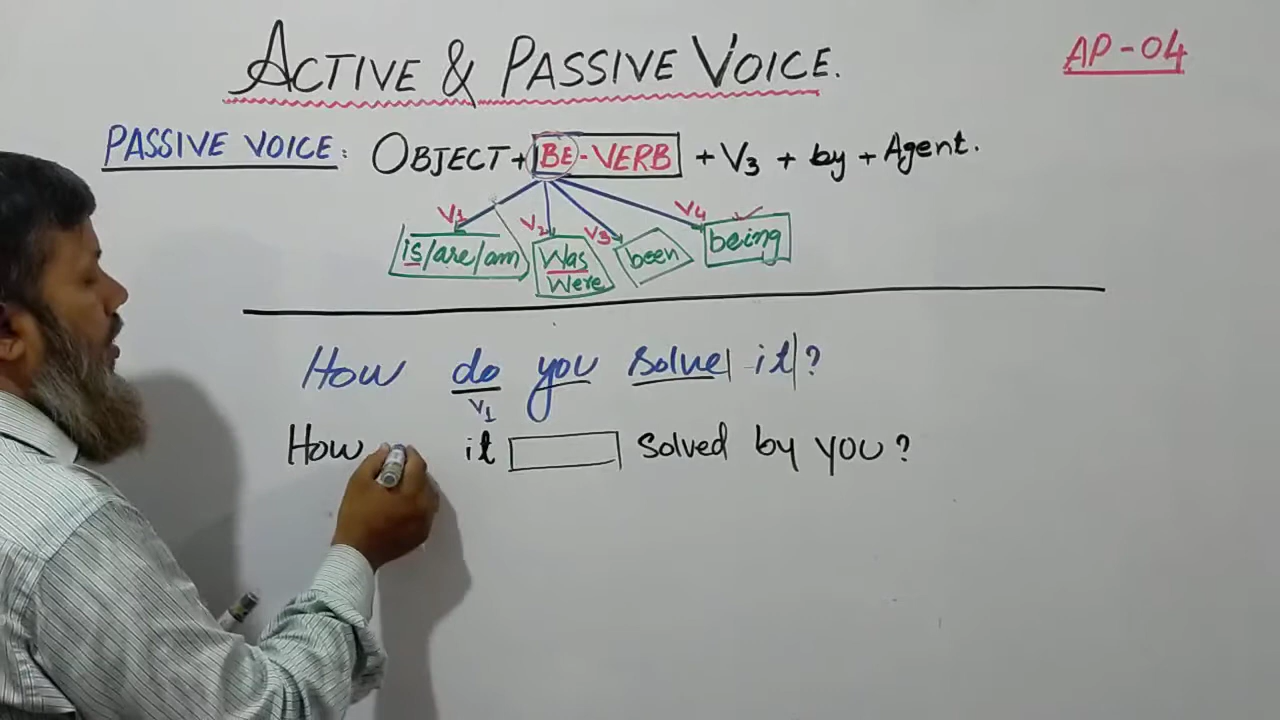 ACTIVE & PASSIVE VOICE.
AP-04
PASSIVE VOICE: OBJECT + BE-VERB + V3 + by + Agent.
V1 V2 V3 V4
is/are/am Was Were been being
How do you solve it?
V1
How it solved by you?